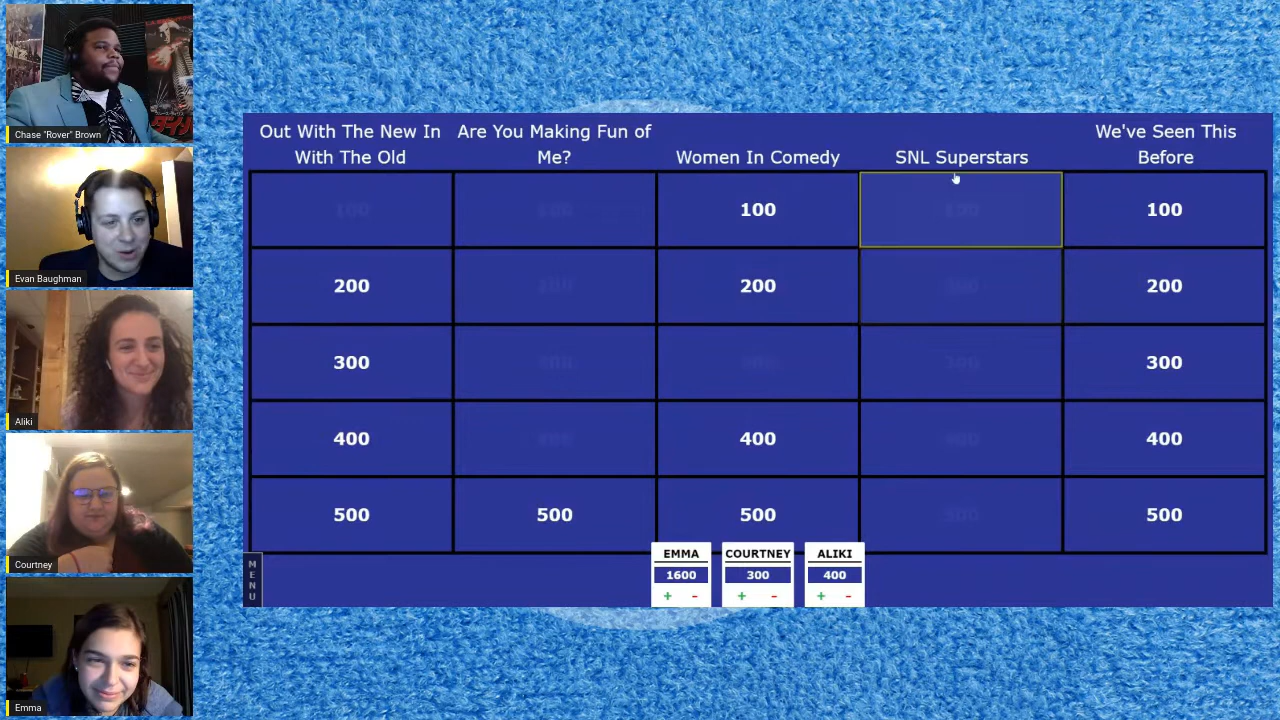 Chase "Rover" Brown
Evan Baughman
Aliki
Courtney
Emma
Out With The New In
With The Old
Are You Making Fun of
Me?
Women In Comedy
SNL Superstars
We've Seen This
Before
100 100
200 200 200
300 300
400 400 400
500 500 500 500
MENU
EMMA COURTNEY ALIKI
1600 300 400
+ - + - + -